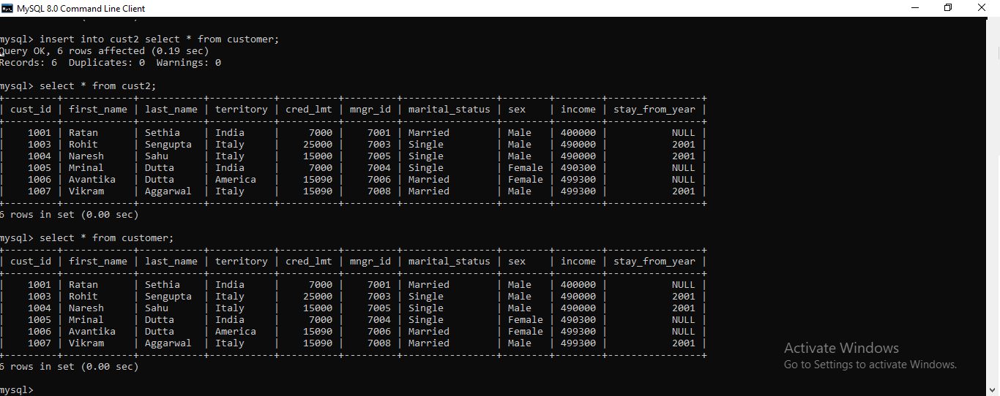 MySQL 8.0 Command Line Client
mysql> insert into cust2 select * from customer;
Query OK, 6 rows affected (0.19 sec)
Records: 6  Duplicates: 0  Warnings: 0
mysql> select * from cust2;
+---------+------------+-----------+-----------+----------+---------+----------------+--------+--------+----------------+
| cust_id | first_name | last_name | territory | cred_lmt | mngr_id | marital_status | sex    | income | stay_from_year |
+---------+------------+-----------+-----------+----------+---------+----------------+--------+--------+----------------+
|    1001 | Ratan      | Sethia    | India     |     7000 |    7001 | Married        | Male   | 400000 |           NULL |
|    1003 | Rohit      | Sengupta  | Italy     |    25000 |    7003 | Single         | Male   | 490000 |           2001 |
|    1004 | Naresh     | Sahu      | Italy     |    15000 |    7005 | Single         | Male   | 490000 |           2001 |
|    1005 | Mrinal     | Dutta     | India     |     7000 |    7004 | Single         | Female | 490300 |           NULL |
|    1006 | Avantika   | Dutta     | America   |    15090 |    7006 | Married        | Female | 499300 |           NULL |
|    1007 | Vikram     | Aggarwal  | Italy     |    15090 |    7008 | Married        | Male   | 499300 |           2001 |
+---------+------------+-----------+-----------+----------+---------+----------------+--------+--------+----------------+
6 rows in set (0.00 sec)
mysql> select * from customer;
+---------+------------+-----------+-----------+----------+---------+----------------+--------+--------+----------------+
| cust_id | first_name | last_name | territory | cred_lmt | mngr_id | marital_status | sex    | income | stay_from_year |
+---------+------------+-----------+-----------+----------+---------+----------------+--------+--------+----------------+
|    1001 | Ratan      | Sethia    | India     |     7000 |    7001 | Married        | Male   | 400000 |           NULL |
|    1003 | Rohit      | Sengupta  | Italy     |    25000 |    7003 | Single         | Male   | 490000 |           2001 |
|    1004 | Naresh     | Sahu      | Italy     |    15000 |    7005 | Single         | Male   | 490000 |           2001 |
|    1005 | Mrinal     | Dutta     | India     |     7000 |    7004 | Single         | Female | 490300 |           NULL |
|    1006 | Avantika   | Dutta     | America   |    15090 |    7006 | Married        | Female | 499300 |           NULL |
|    1007 | Vikram     | Aggarwal  | Italy     |    15090 |    7008 | Married        | Male   | 499300 |           2001 |
+---------+------------+-----------+-----------+----------+---------+----------------+--------+--------+----------------+
Activate Windows
6 rows in set (0.00 sec)
Go to Settings to activate Windows.
mysql>